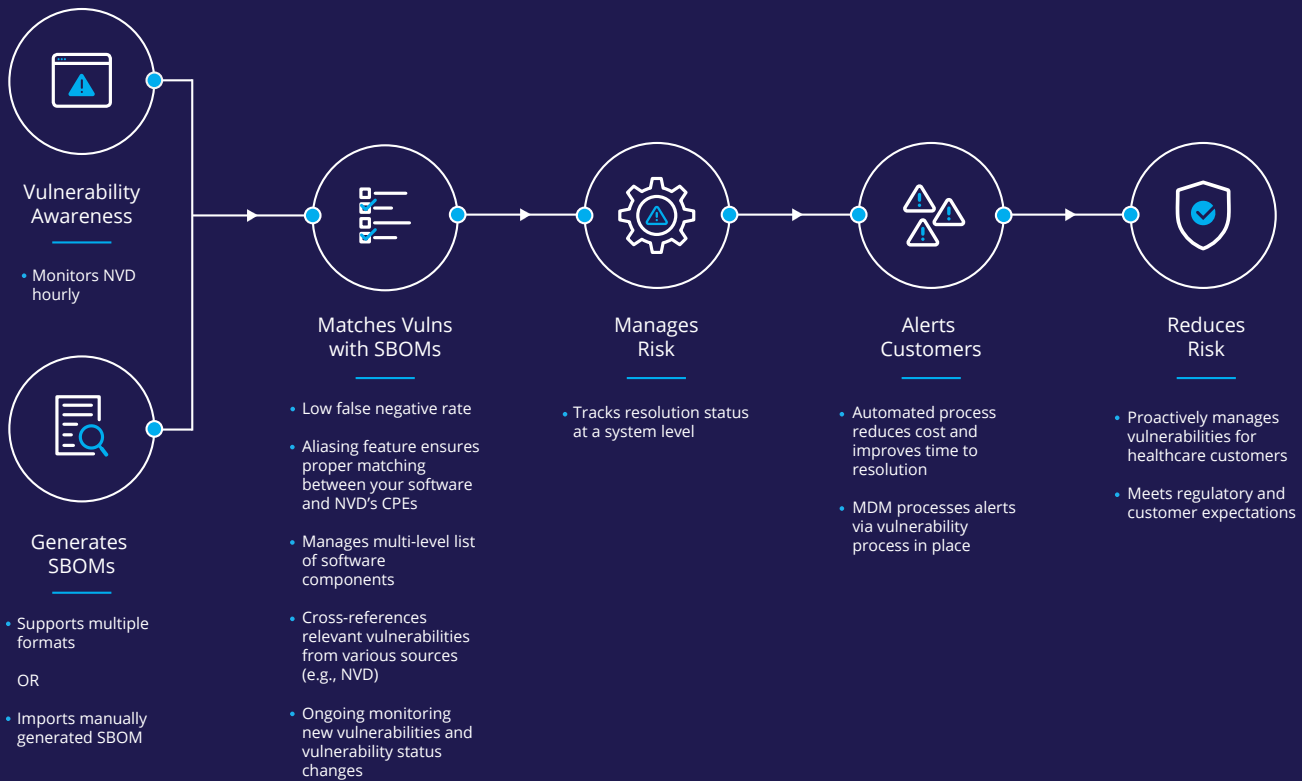 Vulnerability
Awareness
• Monitors NVD
hourly
Generates
SBOMs
• Supports multiple
formats
OR
• Imports manually
generated SBOM
Matches Vulns
with SBOMs
• Low false negative rate
• Aliasing feature ensures
proper matching
between your software
and NVD's CPEs
• Manages multi-level list
of software
components
• Cross-references
relevant vulnerabilities
from various sources
(e.g., NVD)
• Ongoing monitoring
new vulnerabilities and
vulnerability status
changes
Manages
Risk
• Tracks resolution status
at a system level
Alerts
Customers
• Automated process
reduces cost and
improves time to
resolution
• MDM processes alerts
via vulnerability
process in place
Reduces
Risk
• Proactively manages
vulnerabilities for
healthcare customers
• Meets regulatory and
customer expectations